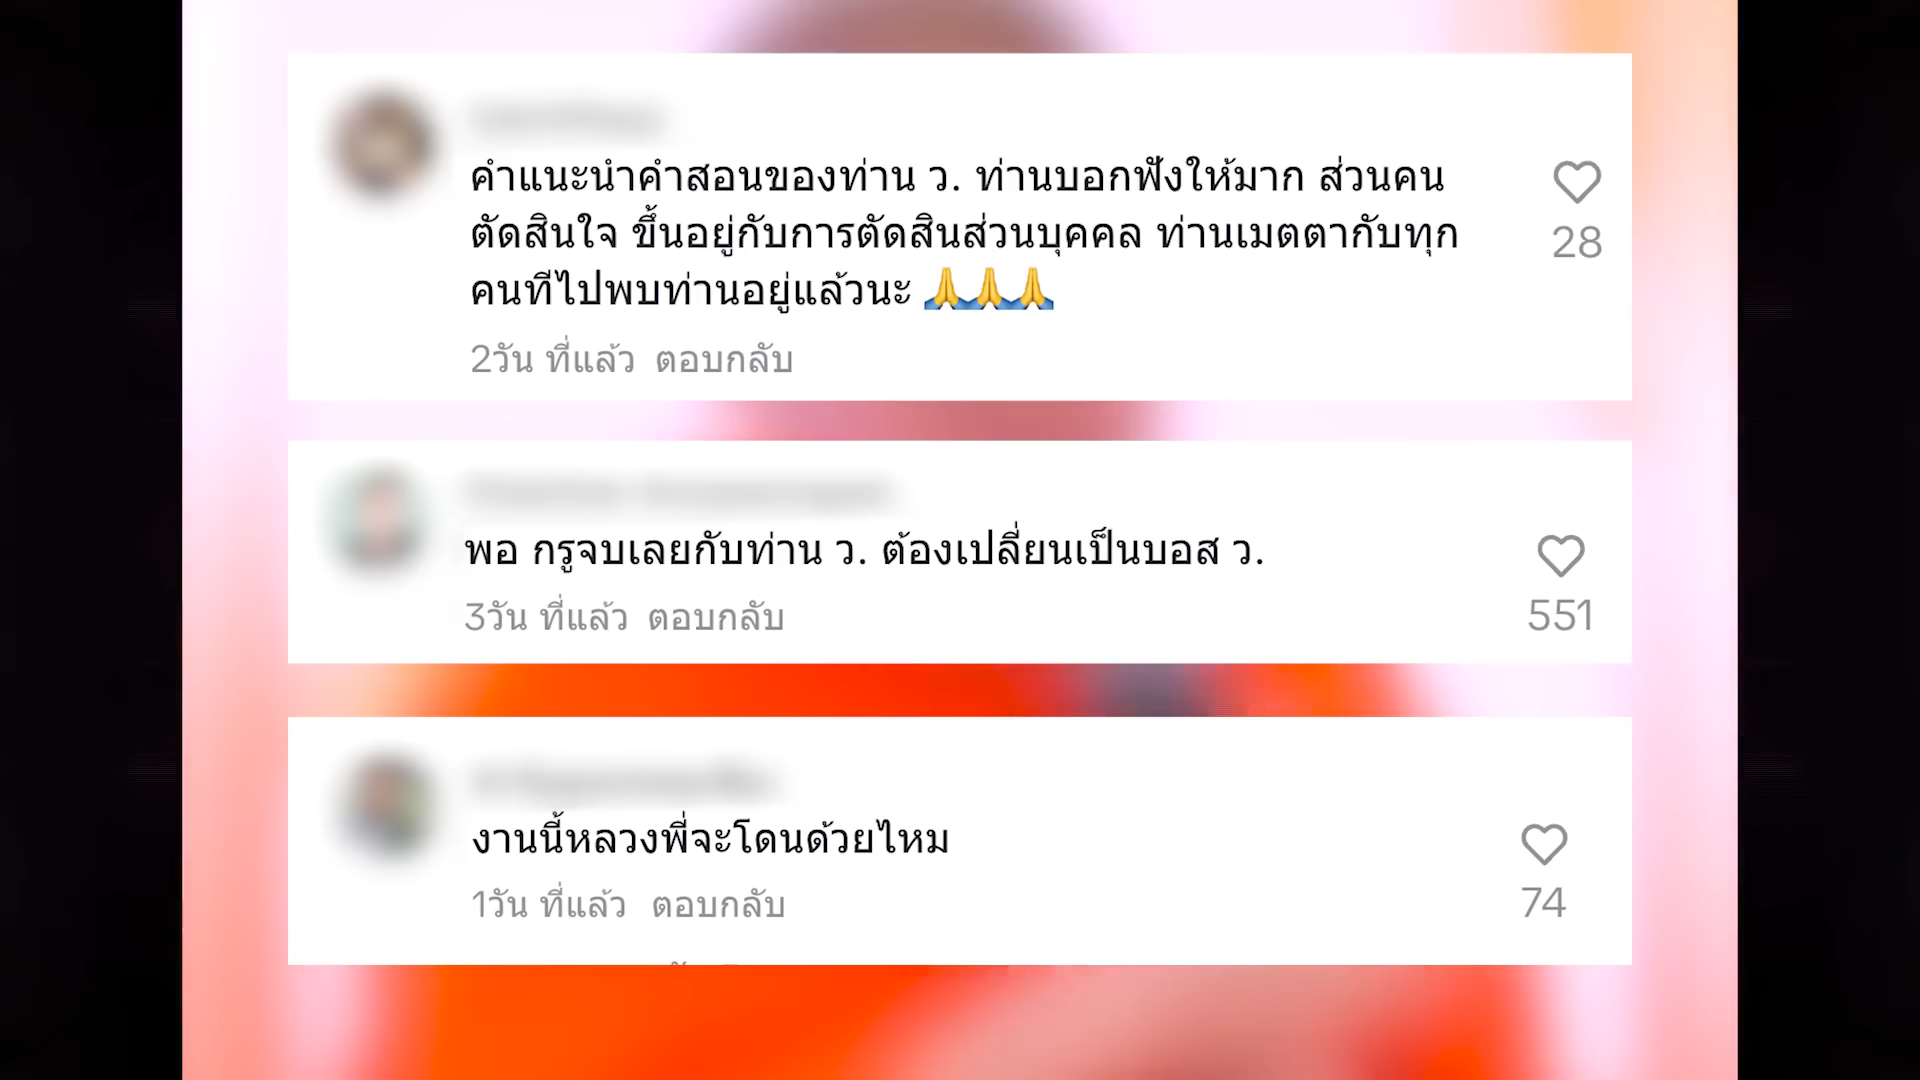 คำแนะนำคำสอนของท่าน ว. ท่านบอกฟังให้มาก ส่วนคน
ตัดสินใจ ขึ้นอยู่กับการตัดสินส่วนบุคคล ท่านเมตตากับทุก
คนทีไปพบท่านอยู่แล้วนะ 🙏🙏🙏
28
2วัน ที่แล้ว ตอบกลับ
พอ กรูจบเลยกับท่าน ว. ต้องเปลี่ยนเป็นบอส ว.
3วัน ที่แล้ว ตอบกลับ
551
งานนี้หลวงพี่จะโดนด้วยไหม
1วัน ที่แล้ว ตอบกลับ
74